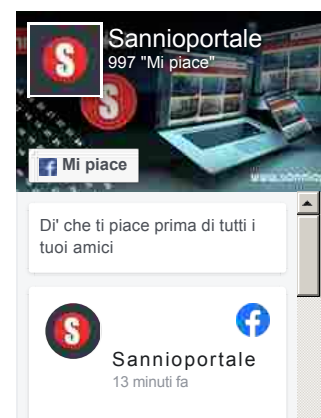 S
Sannioportale
997 "Mi piace"
S
Mi piace
Di' che ti piace prima di tutti i
tuoi amici
S
Sannioportale
13 minuti fa